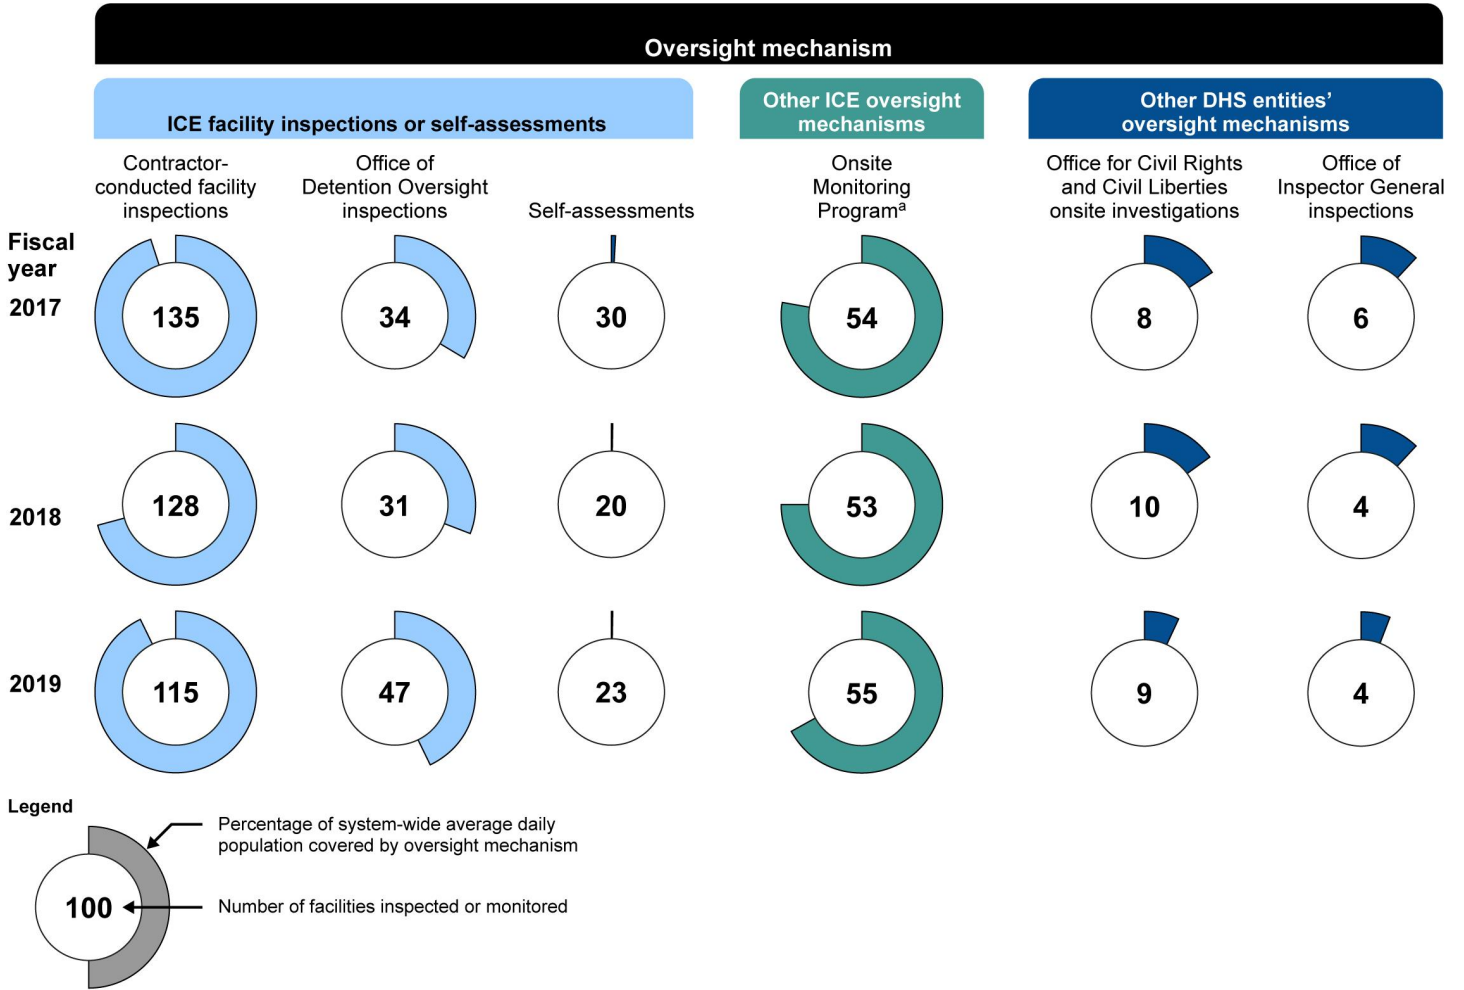 Oversight mechanism
ICE facility inspections or self-assessments
Other ICE oversight
mechanisms
Other DHS entities’
oversight mechanisms
Contractor-
conducted facility
inspections
Office of
Detention Oversight
inspections
Self-assessments
Onsite
Monitoring
Programᵃ
Office for Civil Rights
and Civil Liberties
onsite investigations
Office of
Inspector General
inspections
Fiscal
year
2017
135
34
30
54
8
6
2018
128
31
20
53
10
4
2019
115
47
23
55
9
4
Legend
Percentage of system-wide average daily
population covered by oversight mechanism
100
Number of facilities inspected or monitored